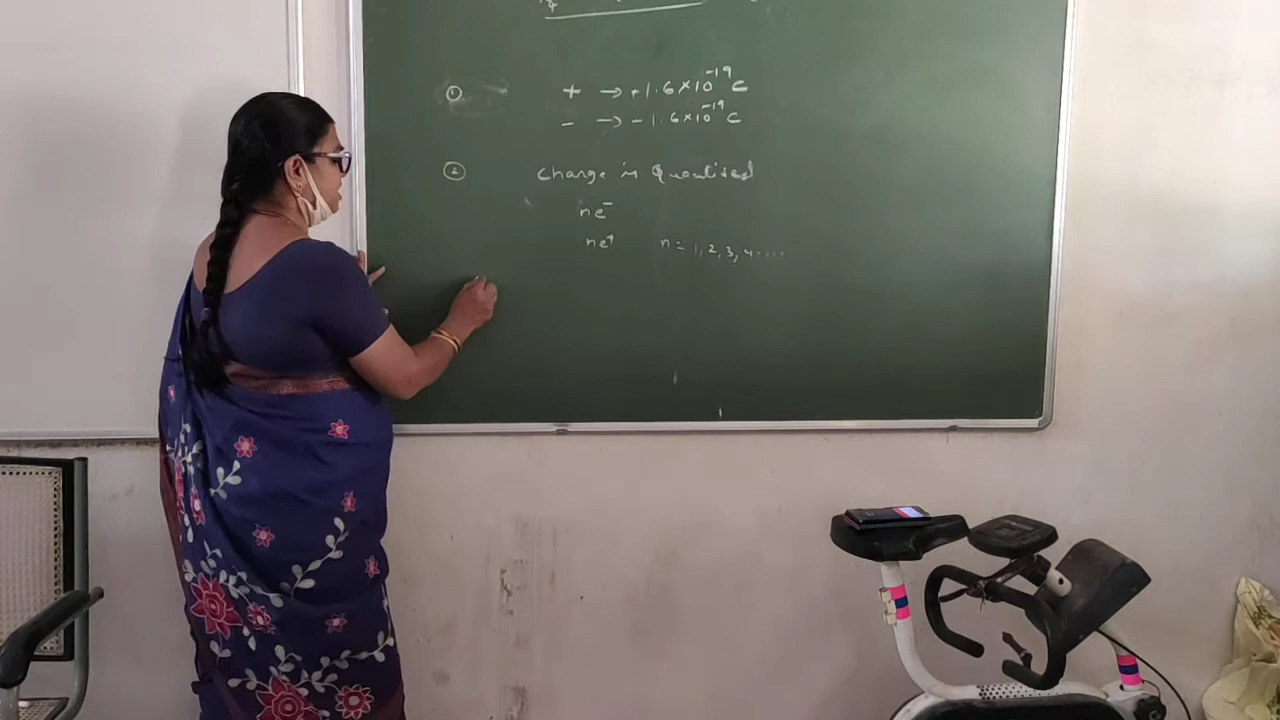 ① + → +1.6×10⁻¹⁹ C
- → -1.6×10⁻¹⁹ C
② Charge is Quantised
ne⁻
ne⁺ n = 1, 2, 3, 4....